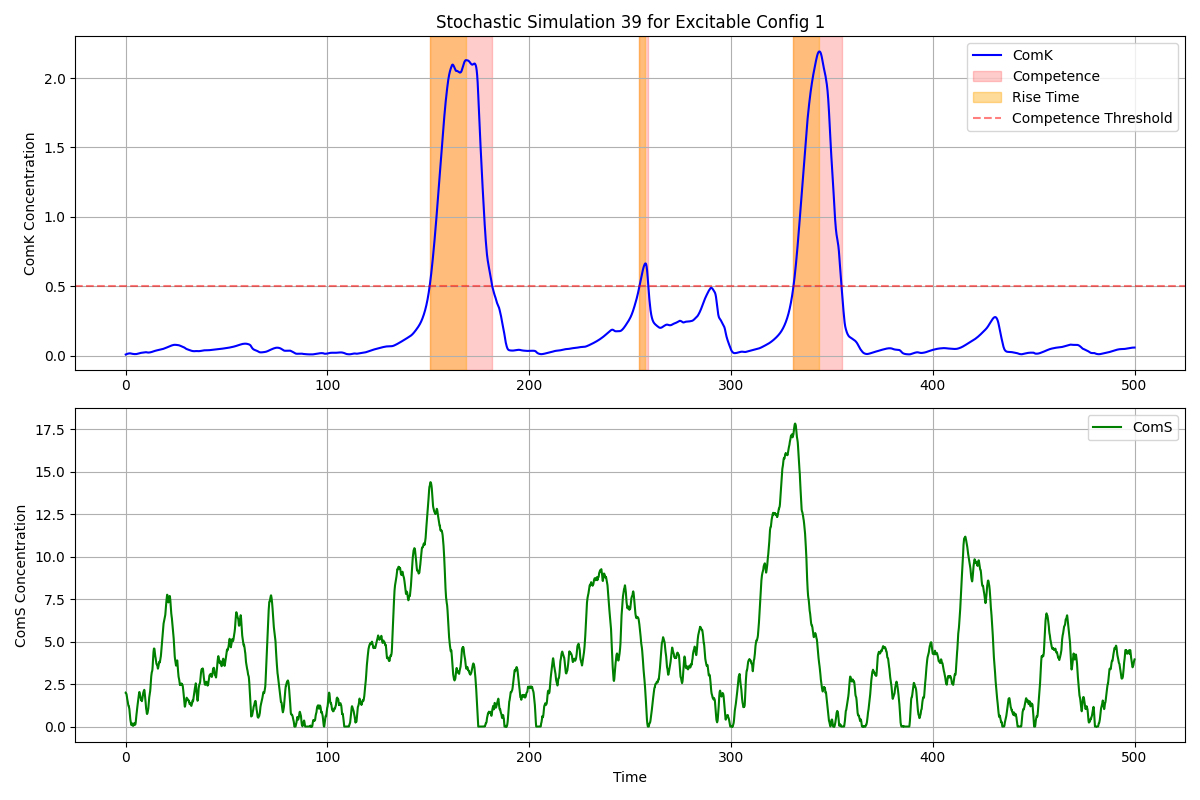 Stochastic Simulation 39 for Excitable Config 1
ComK Concentration
2.0
1.5
1.0
0.5
0.0
ComK
Competence
Rise Time
Competence Threshold
0 100 200 300 400 500
ComS Concentration
17.5
15.0
12.5
10.0
7.5
5.0
2.5
0.0
ComS
0 100 200 300 400 500
Time